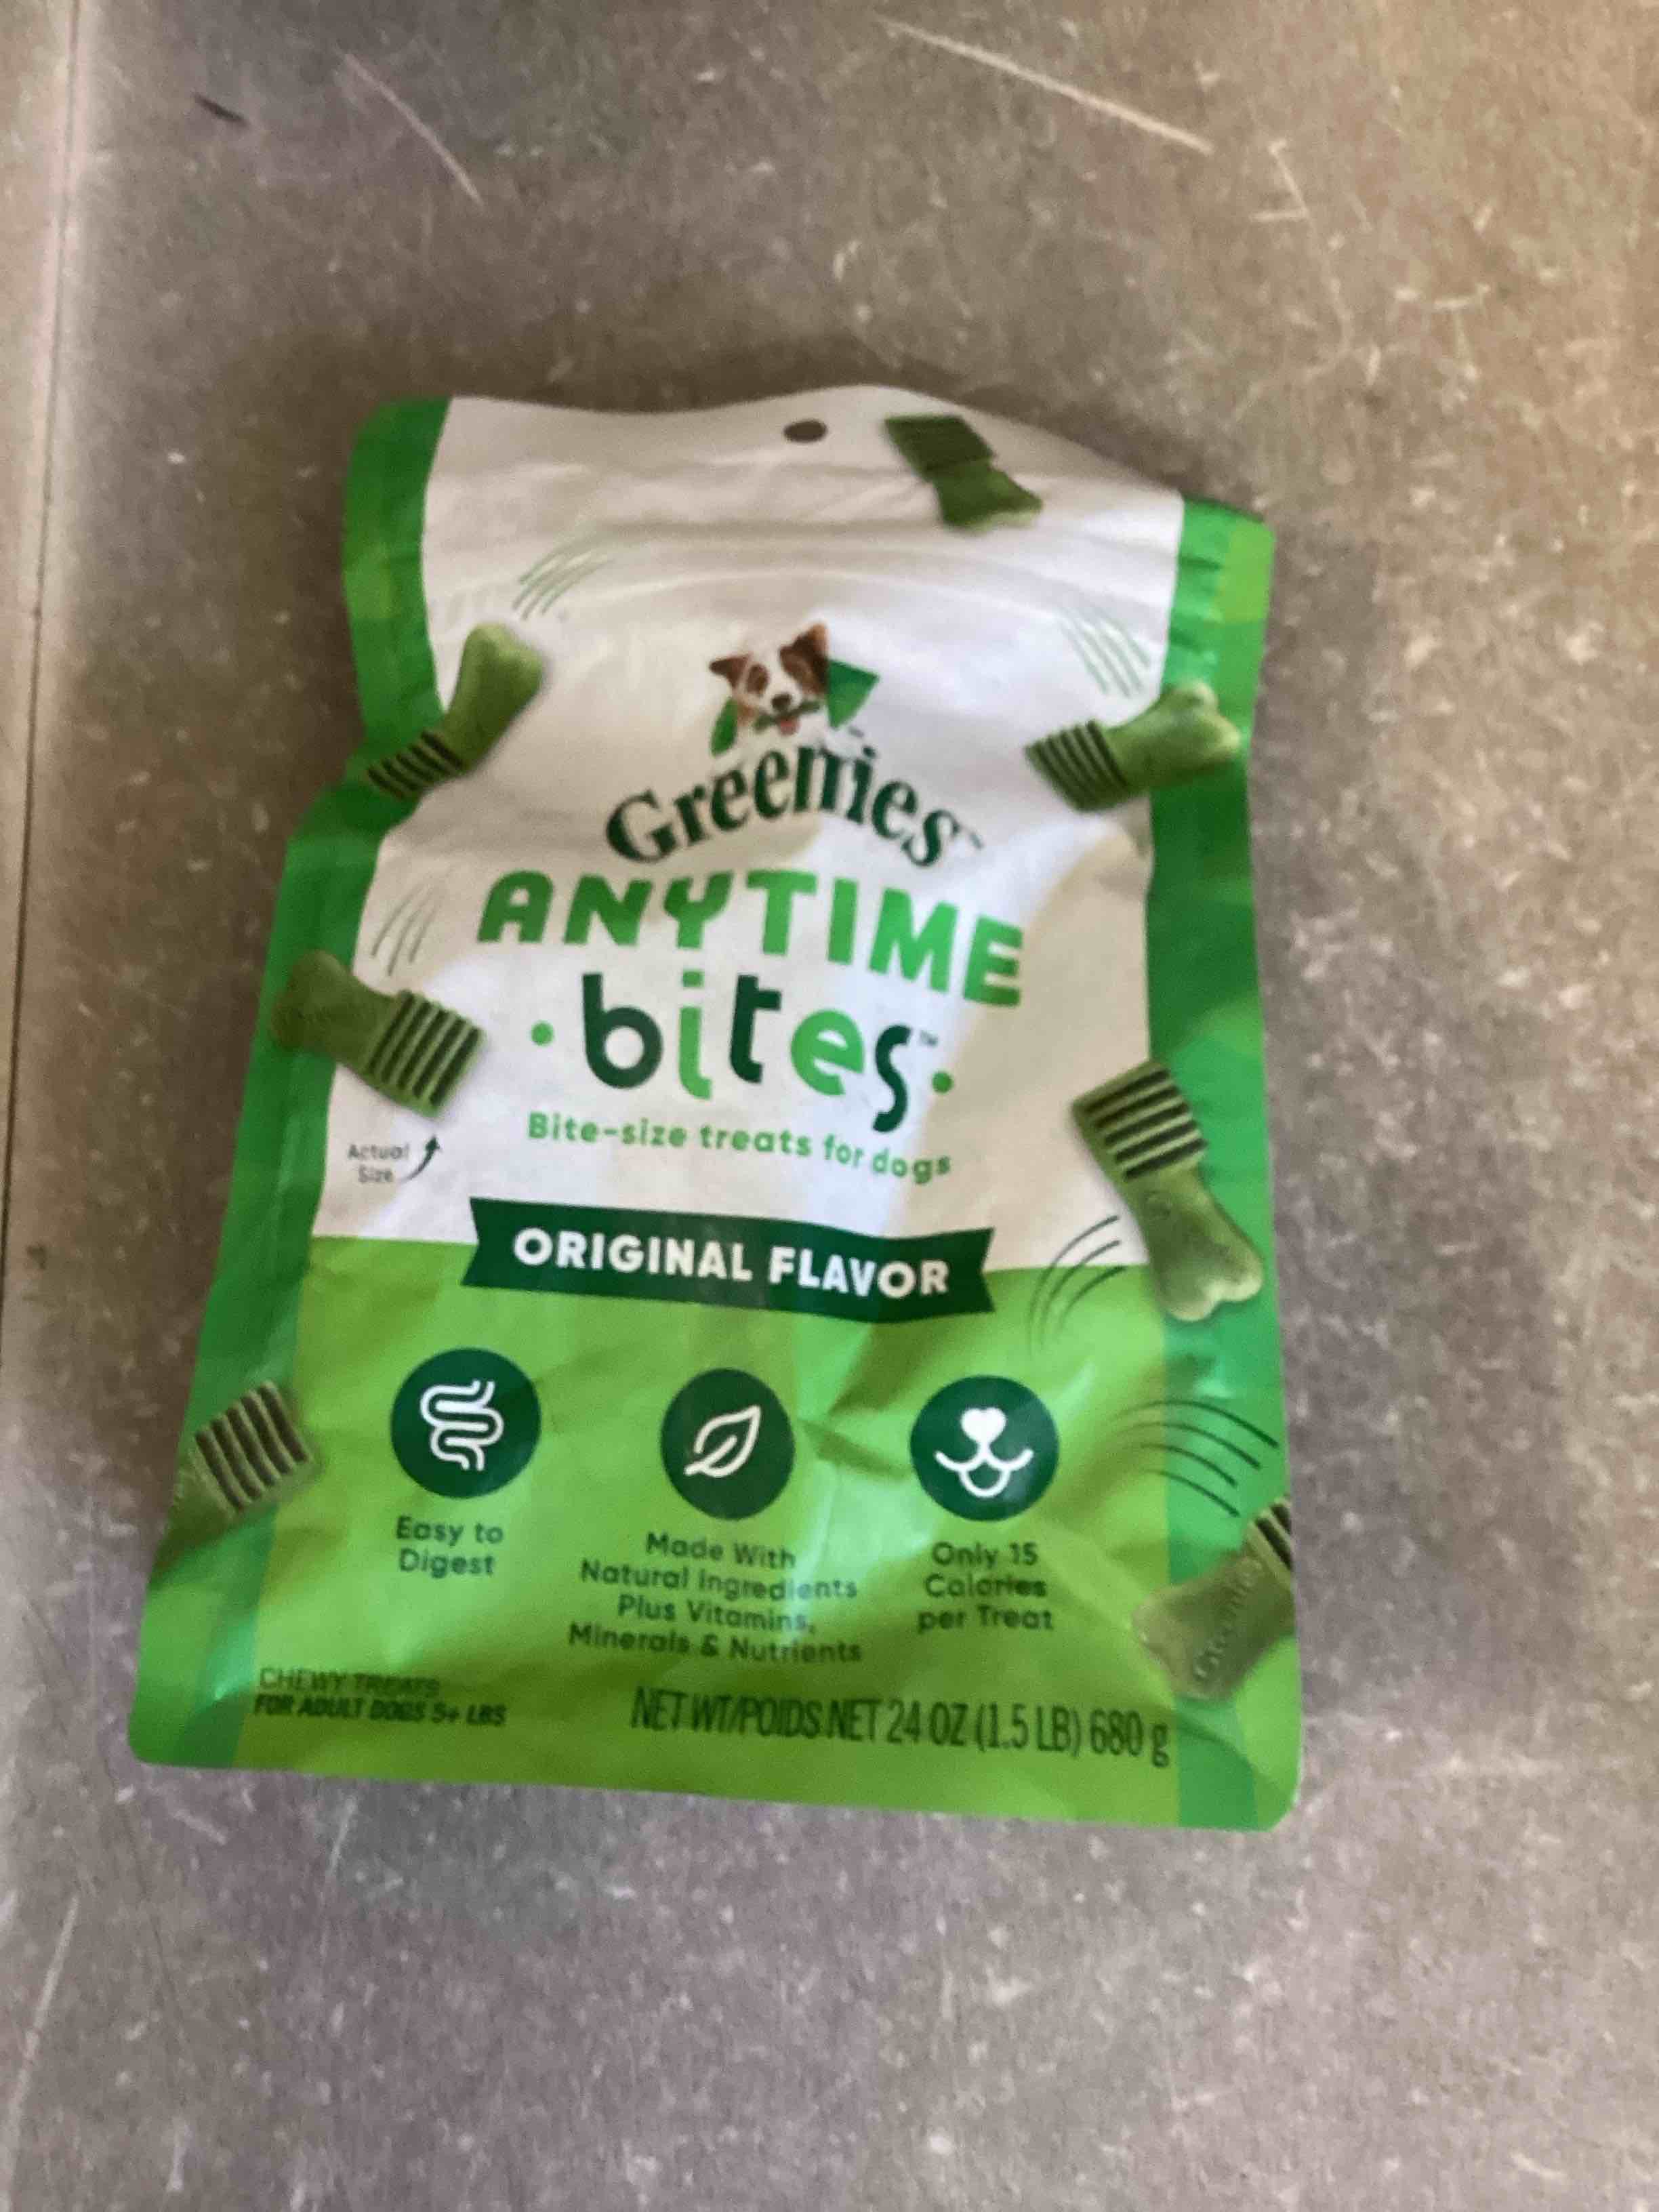 Greenies™
ANYTIME
bites™
Bite-size treats for dogs
Actual
Size
ORIGINAL FLAVOR
Easy to
Digest
Made With
Natural Ingredients
Plus Vitamins,
Minerals & Nutrients
Only 15
Calories
per Treat
CHEWY TREATS
FOR ADULT DOGS 5+ LBS
NET WT/POIDS NET 24 OZ (1.5 LB) 680 g
Greenies